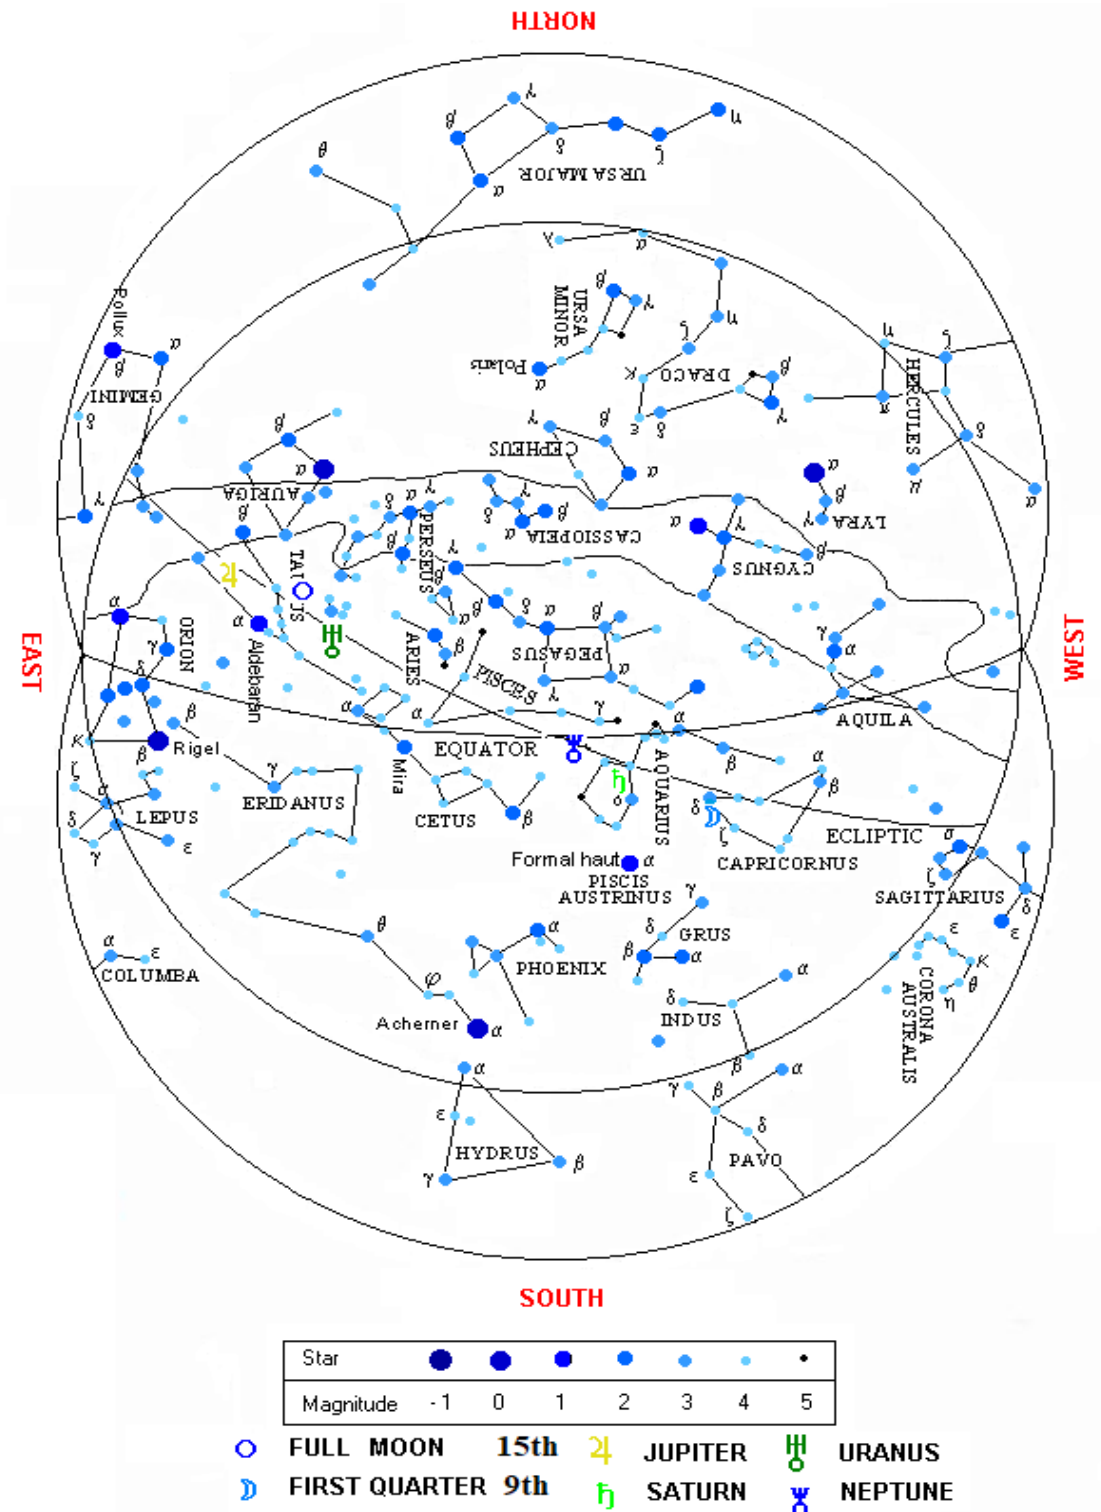 NORTH
γ
β
η
δ
ζ
θ
α
URSA MAJOR
λ
α
β
γ
URSA
MINOR
η
ζ
Pollux
β
α
GEMINI
δ
Polaris
α
κ
DRACO
β
γ
ε
δ
η
ζ
HERCULES
π
δ
μ
β
α
AURIGA
γ
β
CEPHEUS
α
α
β
LYRA
γ
γ
β
δ
α
γ
PERSEUS
β
γ
δ
β
α
CASSIOPEIA
α
γ
β
CYGNUS
TAU
US
α
Aldebaran
γ
β
α
β
α
β
PEGASUS
γ
α
ARIES
β
PISCES
α
γ
γ
α
AQUILA
EAST
WEST
α
ORION
γ
δ
κ
β
β
Rigel
α
Mira
EQUATOR
α
AQUARIUS
δ
β
α
β
ζ
α
LEPUS
δ
γ
ε
γ
ERIDANUS
CETUS
β
δ
ζ
CAPRICORNUS
ECLIPTIC
Formal haut
α
PISCIS
AUSTRINUS
σ
ζ
SAGITTARIUS
δ
ε
γ
δ
GRUS
β
α
α
ε
COLUMBA
θ
φ
α
PHOENIX
Acherner
α
δ
INDUS
α
β
ε
κ
θ
η
CORONA
AUSTRALIS
α
ε
HYDRUS
γ
β
γ
β
α
δ
PAVO
ε
ζ
SOUTH
Star
Magnitude -1 0 1 2 3 4 5
FULL MOON 15th JUPITER URANUS
FIRST QUARTER 9th SATURN NEPTUNE